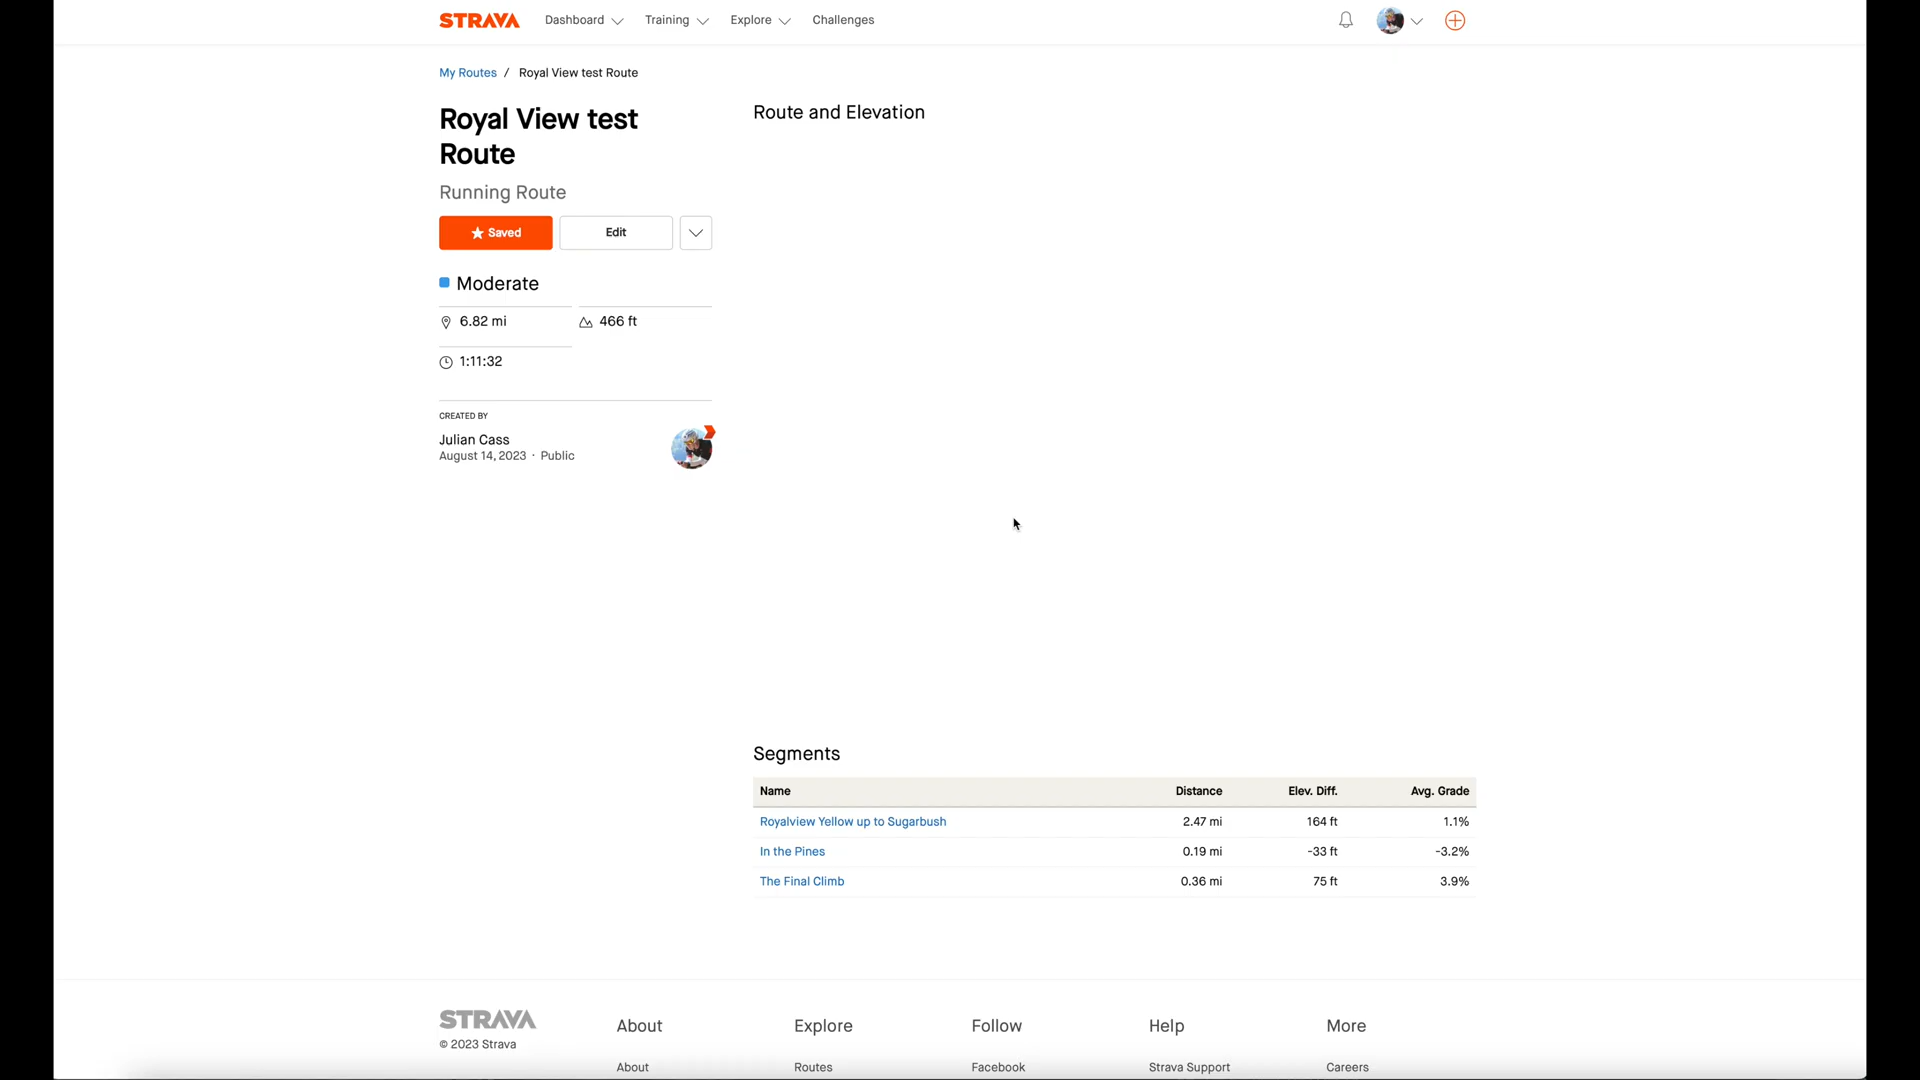 STRAVA Dashboard Training Explore Challenges
My Routes / Royal View test Route
Royal View test
Route
Running Route
Saved Edit
Moderate
6.82 mi 466 ft
1:11:32
CREATED BY
Julian Cass
August 14, 2023 · Public
Route and Elevation
Segments
Name Distance Elev. Diff. Avg. Grade
Royalview Yellow up to Sugarbush 2.47 mi 164 ft 1.1%
In the Pines 0.19 mi -33 ft -3.2%
The Final Climb 0.36 mi 75 ft 3.9%
STRAVA About Explore Follow Help More
© 2023 Strava
About Routes Facebook Strava Support Careers